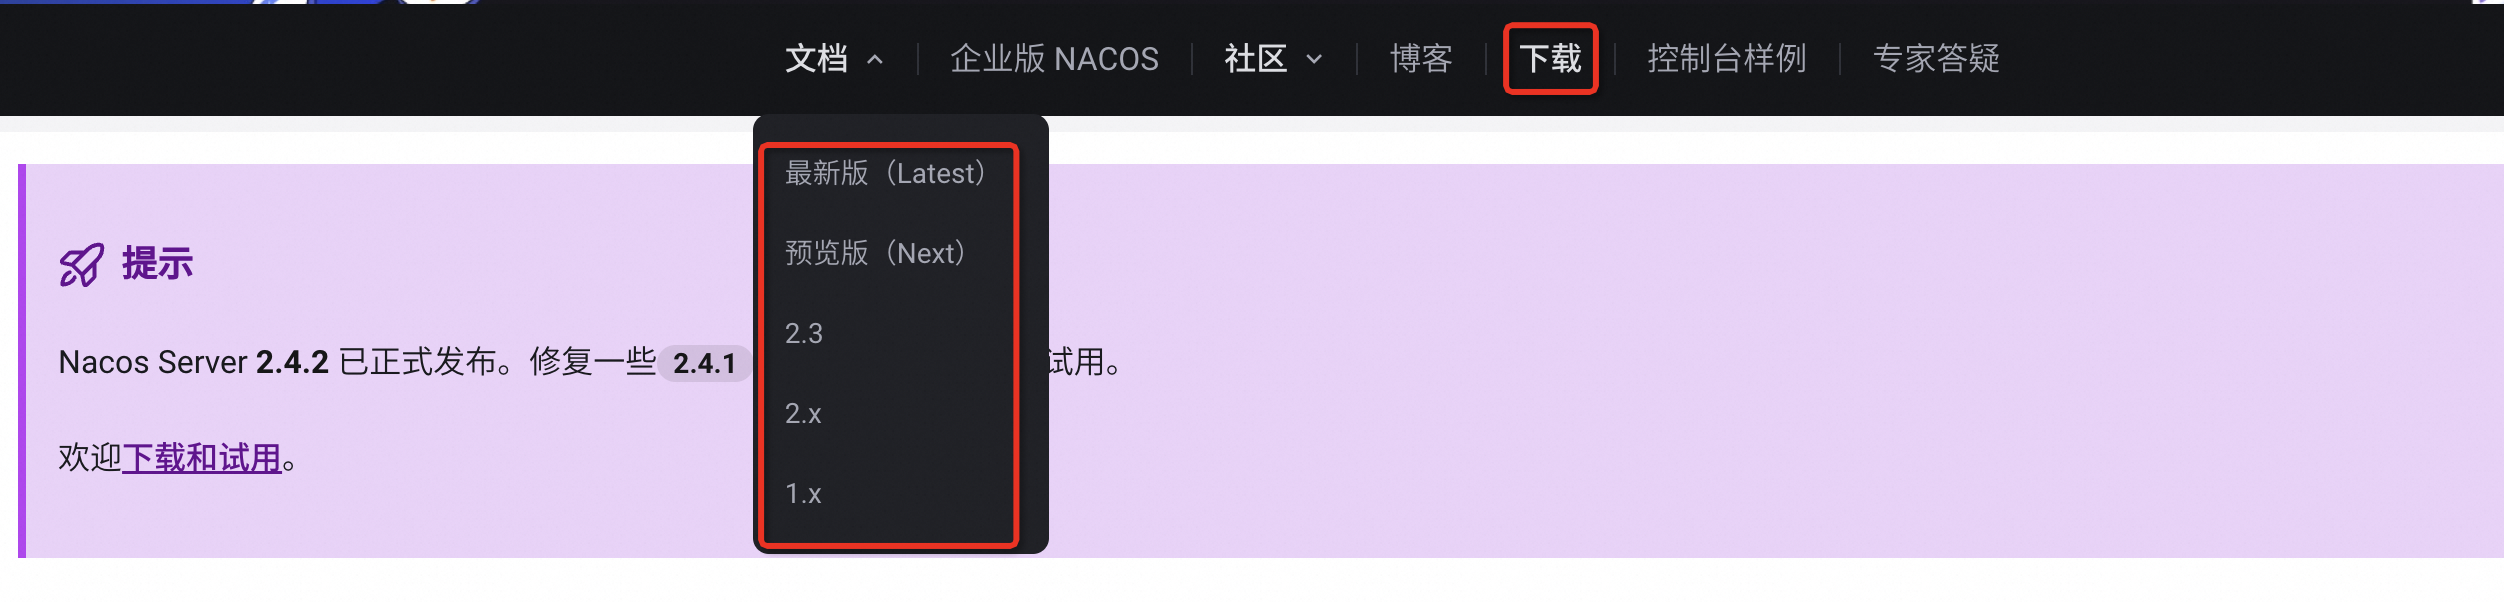 文档 企业版 NACOS 社区 博客 下载 控制台样例 专家答疑
最新版（Latest）
预览版（Next）
2.3
2.x
1.x
提示
Nacos Server 2.4.2 已正式发布。修复一些 2.4.1 试用。
欢迎下载和试用。